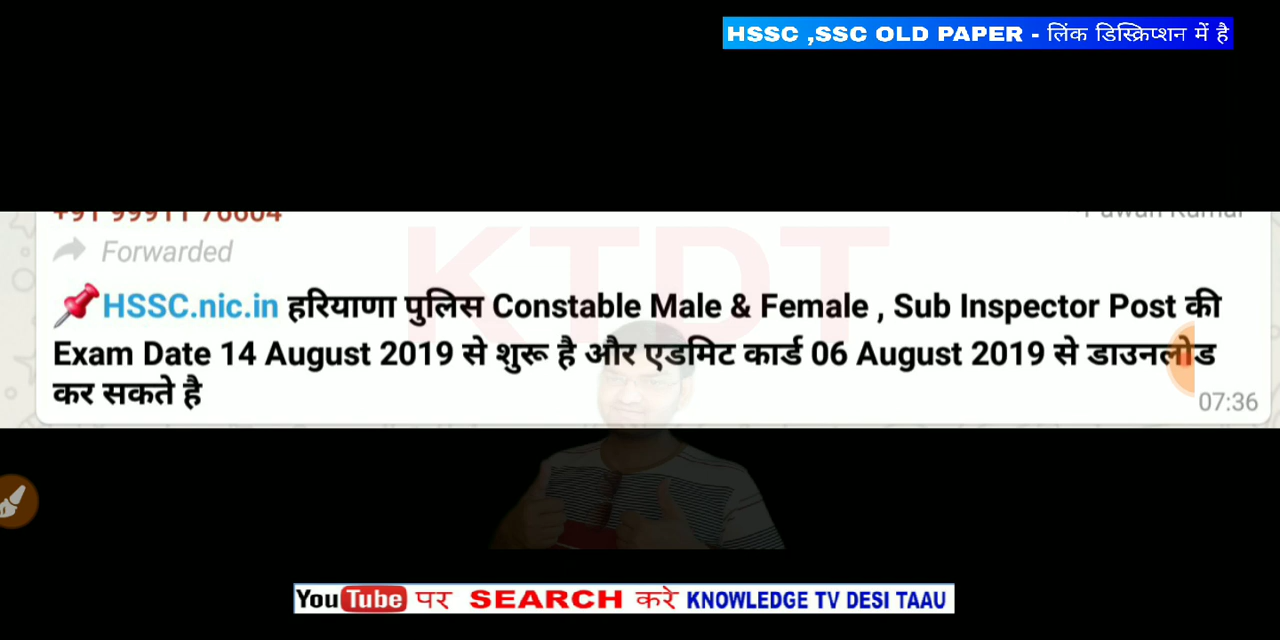 HSSC ,SSC OLD PAPER - लिंक डिस्क्रिप्शन में है
Forwarded
KTDT
📌HSSC.nic.in हरियाणा पुलिस Constable Male & Female , Sub Inspector Post की
Exam Date 14 August 2019 से शुरू है और एडमिट कार्ड 06 August 2019 से डाउनलोड
कर सकते है
07:36
YouTube पर SEARCH करे KNOWLEDGE TV DESI TAAU